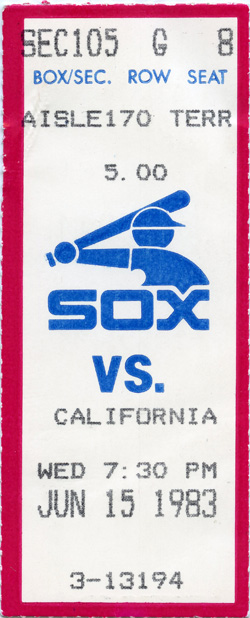 SEC105 G 8
BOX/SEC. ROW SEAT
AISLE170 TERR
5.00
SOX
VS.
CALIFORNIA
WED 7:30 PM
JUN 15 1983
3-13194